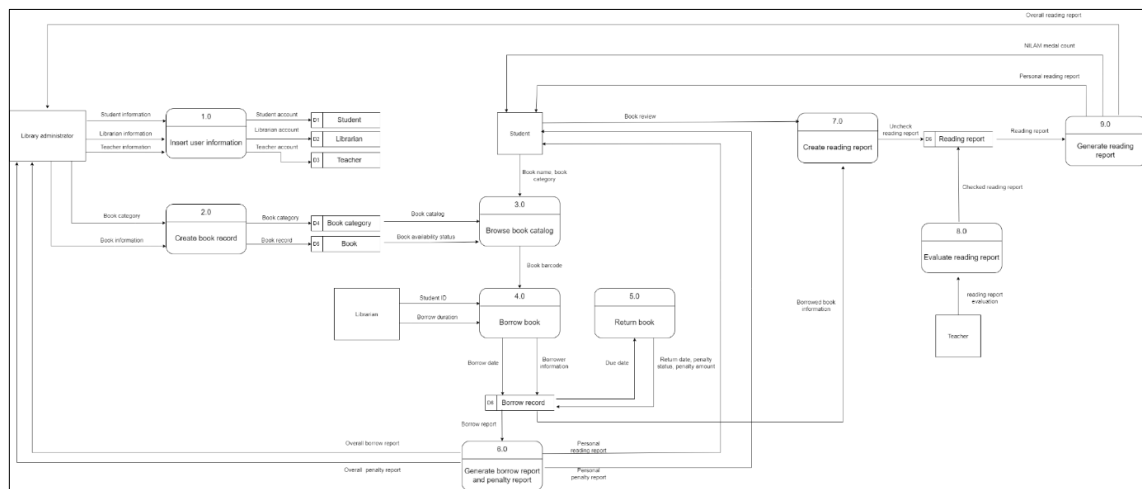 Overall reading report
NILAM medal count
Personal reading report
Library administrator
Student information
Librarian information
Teacher information
1.0
Insert user information
Student account
Librarian account
Teacher account
D1 Student
D2 Librarian
D3 Teacher
Student
Book review
7.0
Create reading report
Uncheck
reading report
Reading report
Reading report
9.0
Generate reading
report
Book name, book
category
Checked reading report
Book category
Book information
2.0
Create book record
Book category
Book record
D4 Book category
D5 Book
Book catalog
Book availability status
3.0
Browse book catalog
8.0
Evaluate reading report
Book barcode
Librarian
Student ID
Borrow duration
4.0
Borrow book
5.0
Return book
Borrowed book
information
reading report
evaluation
Teacher
Borrow date
Borrower
information
Due date
Return date, penalty
status, penalty amount
Borrow record
Borrow report
Overall borrow report
Overall penalty report
6.0
Generate borrow report
and penalty report
Personal
reading report
Personal
penalty report